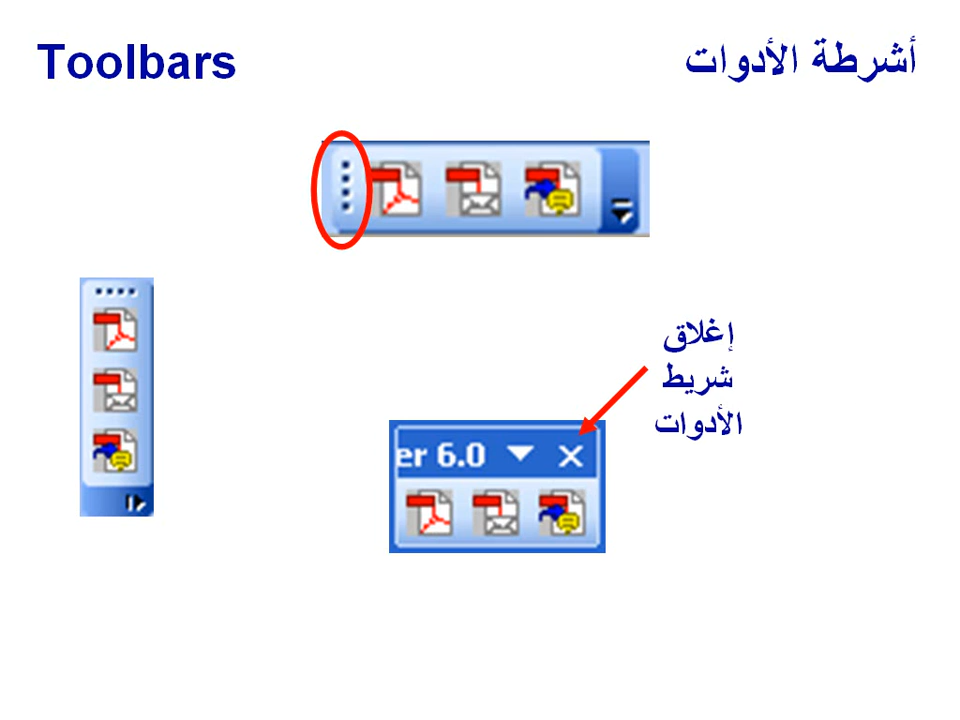 Toolbars
أشرطة الأدوات
إغلاق
شريط
الأدوات
er 6.0